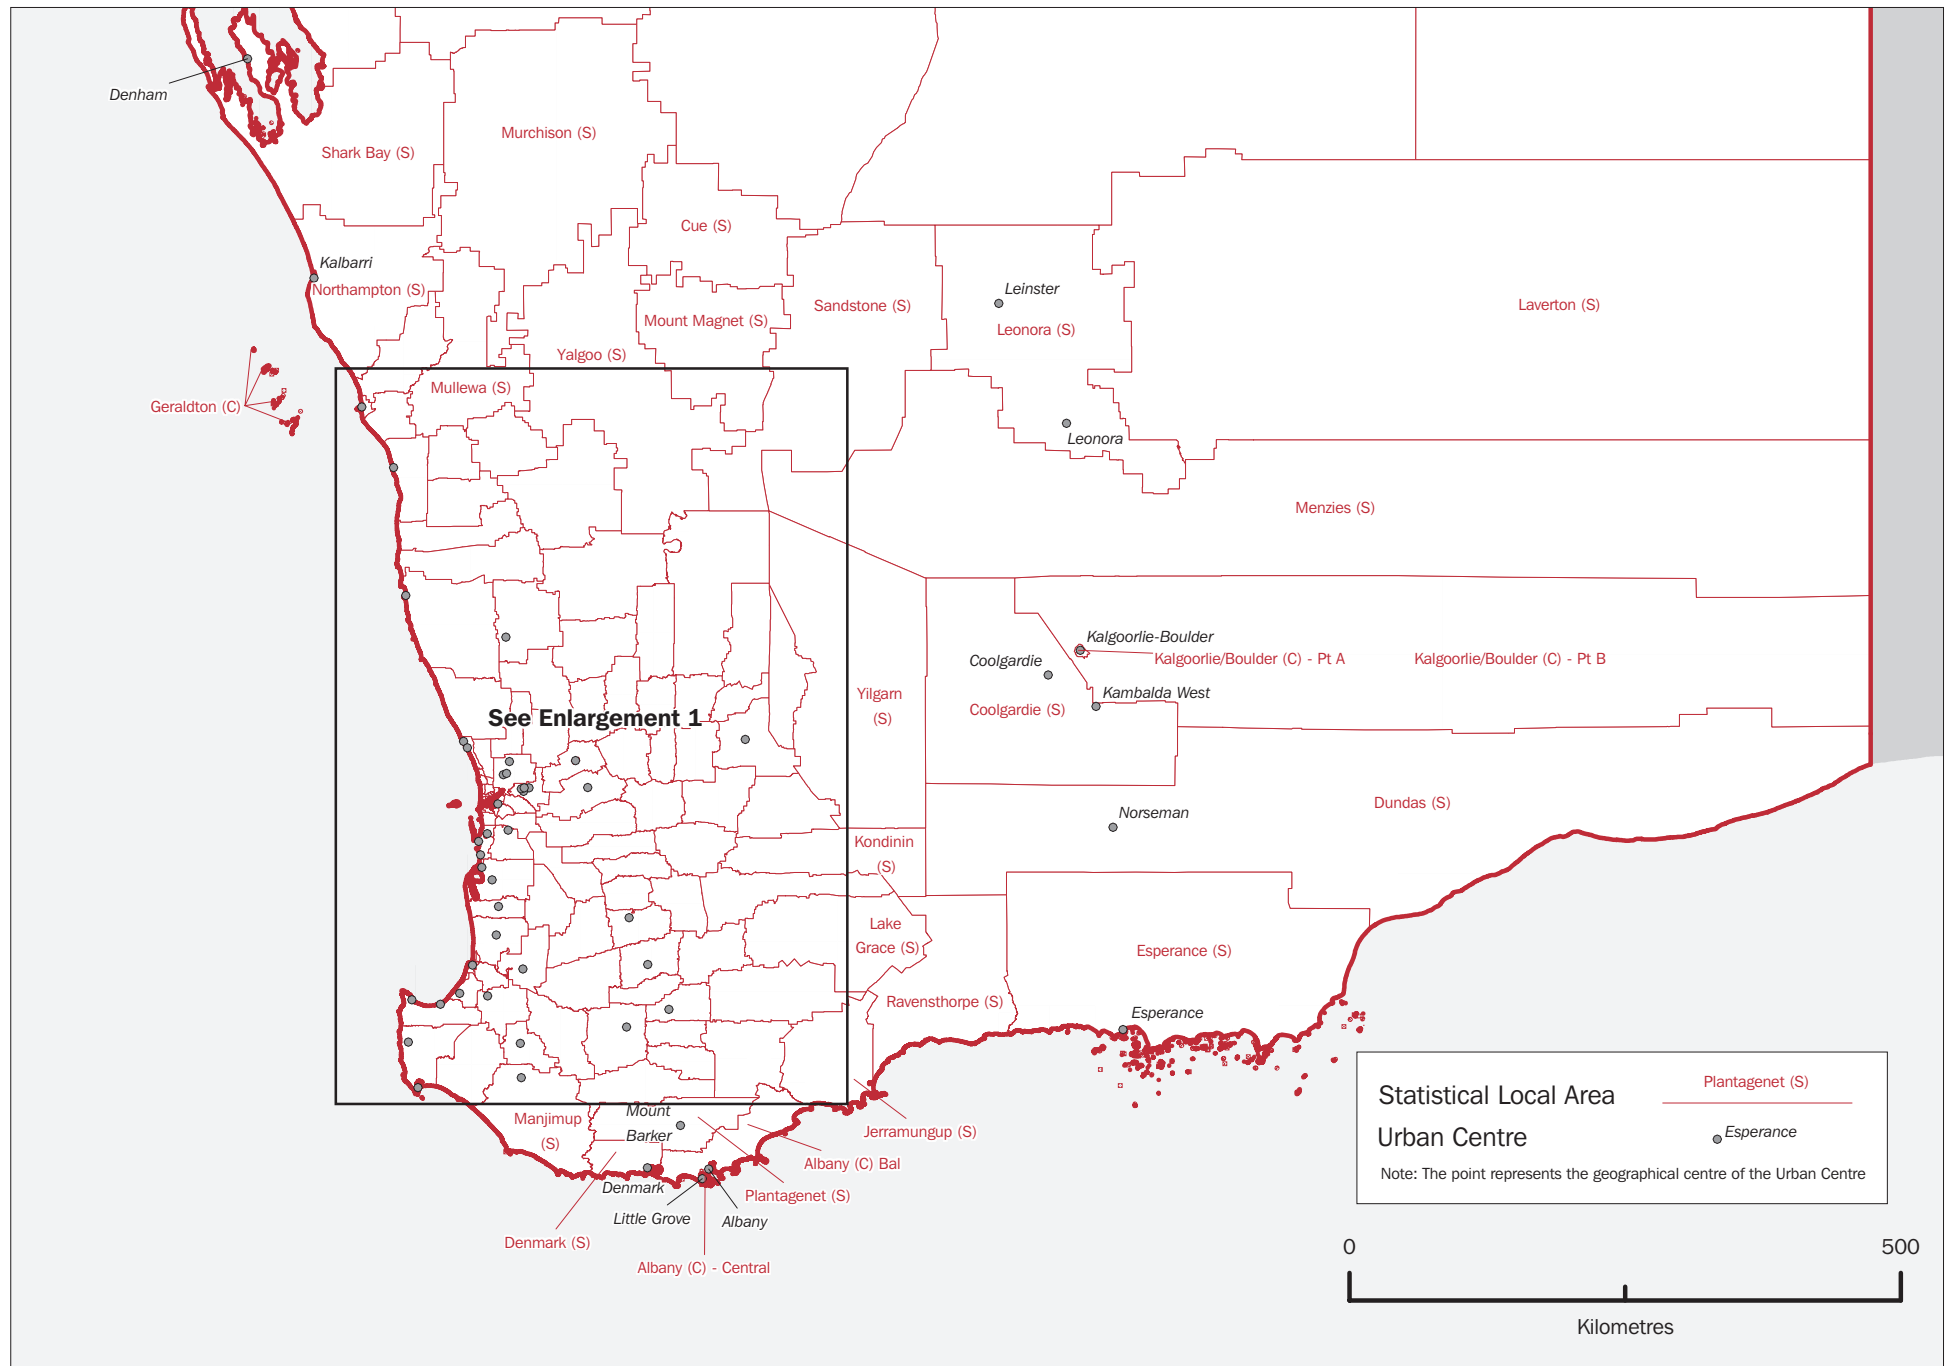 Denham
Murchison (S)
Shark Bay (S)
Cue (S)
Kalbarri
Northampton (S)
Leinster
Sandstone (S)
Laverton (S)
Mount Magnet (S)
Leonora (S)
Yalgoo (S)
Mullewa (S)
Geraldton (C)
Leonora
Menzies (S)
Kalgoorlie-Boulder
Coolgardie
Kalgoorlie/Boulder (C) - Pt A
Kalgoorlie/Boulder (C) - Pt B
Yilgarn
(S)
Kambalda West
Coolgardie (S)
See Enlargement 1
Norseman
Dundas (S)
Kondinin
(S)
Lake
Grace (S)
Esperance (S)
Ravensthorpe (S)
Esperance
Manjimup
(S)
Mount
Barker
Jerramungup (S)
Albany (C) Bal
Denmark
Plantagenet (S)
Little Grove
Albany
Denmark (S)
Albany (C) - Central
Statistical Local Area
Plantagenet (S)
Urban Centre
Esperance
Note: The point represents the geographical centre of the Urban Centre
0
500
Kilometres